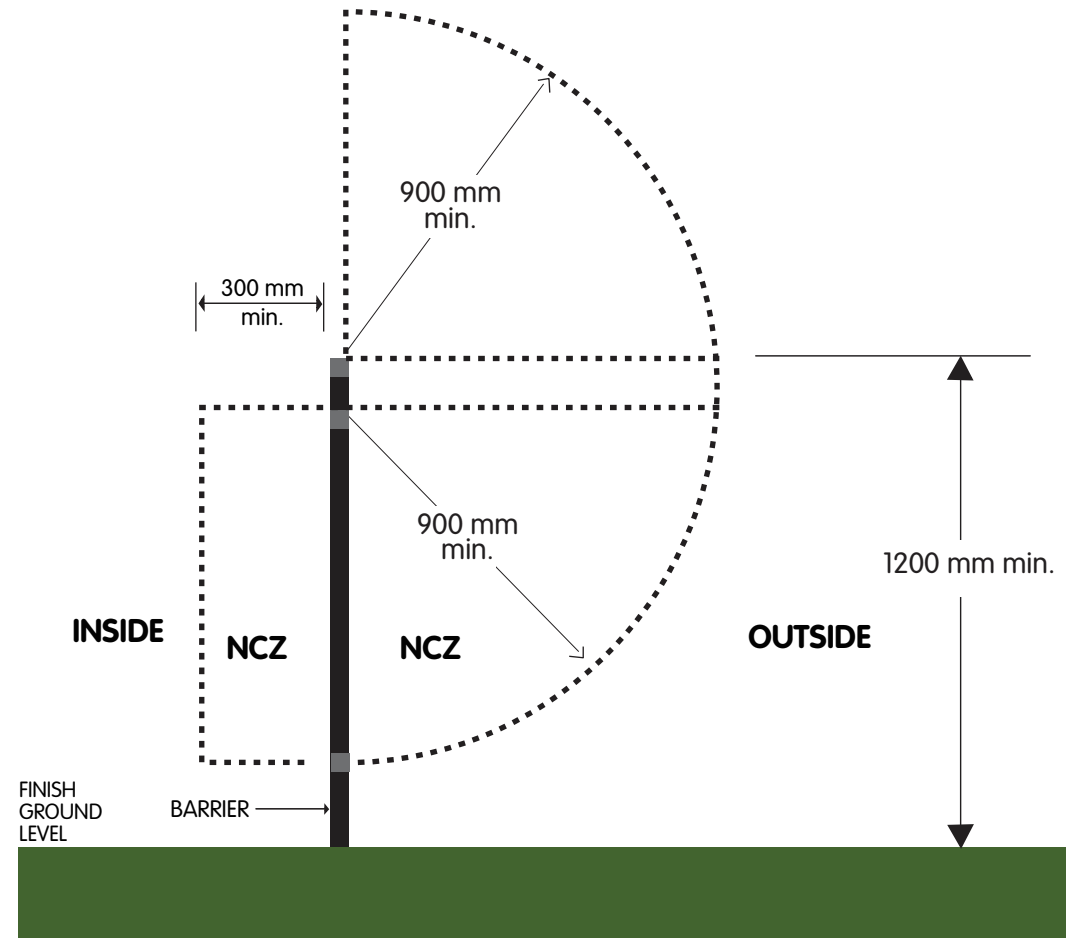 900 mm
min.
300 mm
min.
900 mm
min.
1200 mm min.
INSIDE
NCZ
NCZ
OUTSIDE
FINISH
GROUND
LEVEL
BARRIER